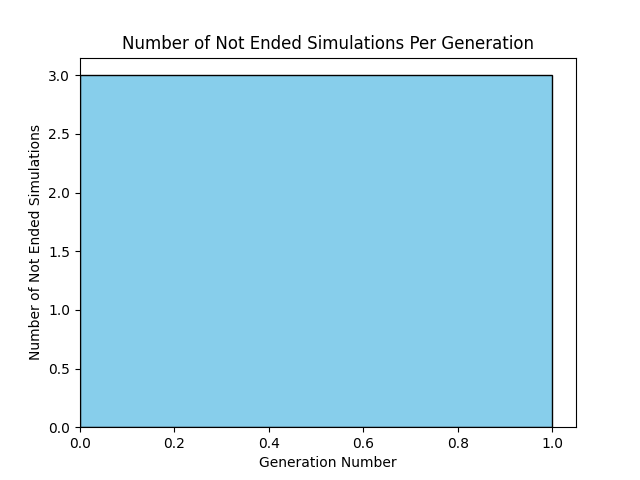 Number of Not Ended Simulations Per Generation
3.0
2.5
2.0
1.5
1.0
0.5
0.0
Number of Not Ended Simulations
0.0 0.2 0.4 0.6 0.8 1.0
Generation Number